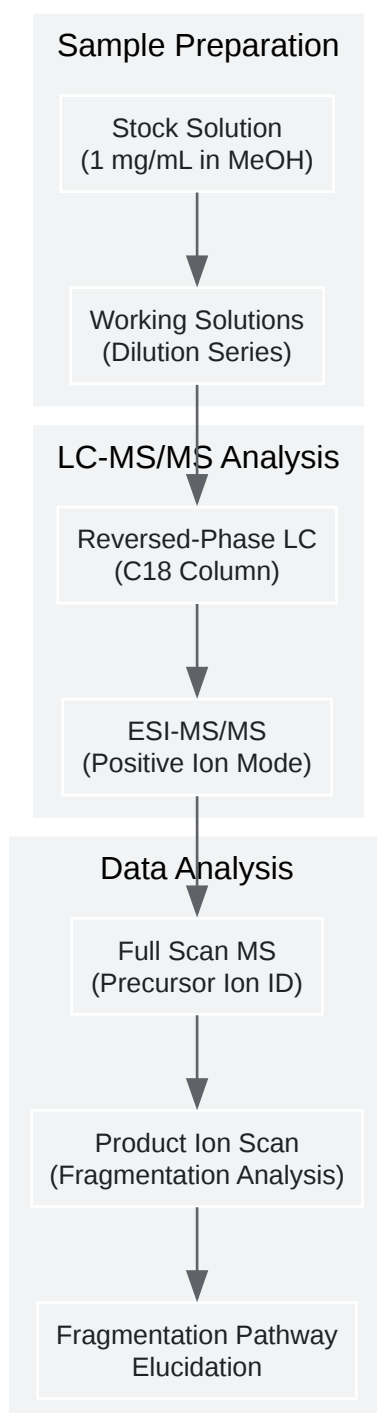 Sample Preparation
Stock Solution
(1 mg/mL in MeOH)
Working Solutions
(Dilution Series)
LC-MS/MS Analysis
Reversed-Phase LC
(C18 Column)
ESI-MS/MS
(Positive Ion Mode)
Data Analysis
Full Scan MS
(Precursor Ion ID)
Product Ion Scan
(Fragmentation Analysis)
Fragmentation Pathway
Elucidation